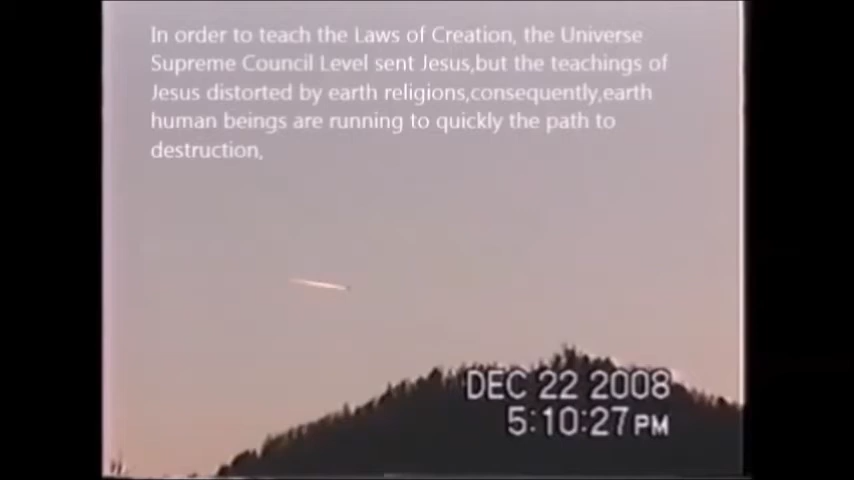 In order to teach the Laws of Creation, the Universe
Supreme Council Level sent Jesus,but the teachings of
Jesus distorted by earth religions,consequently,earth
human beings are running to quickly the path to
destruction,
DEC 22 2008
5:10:27 PM